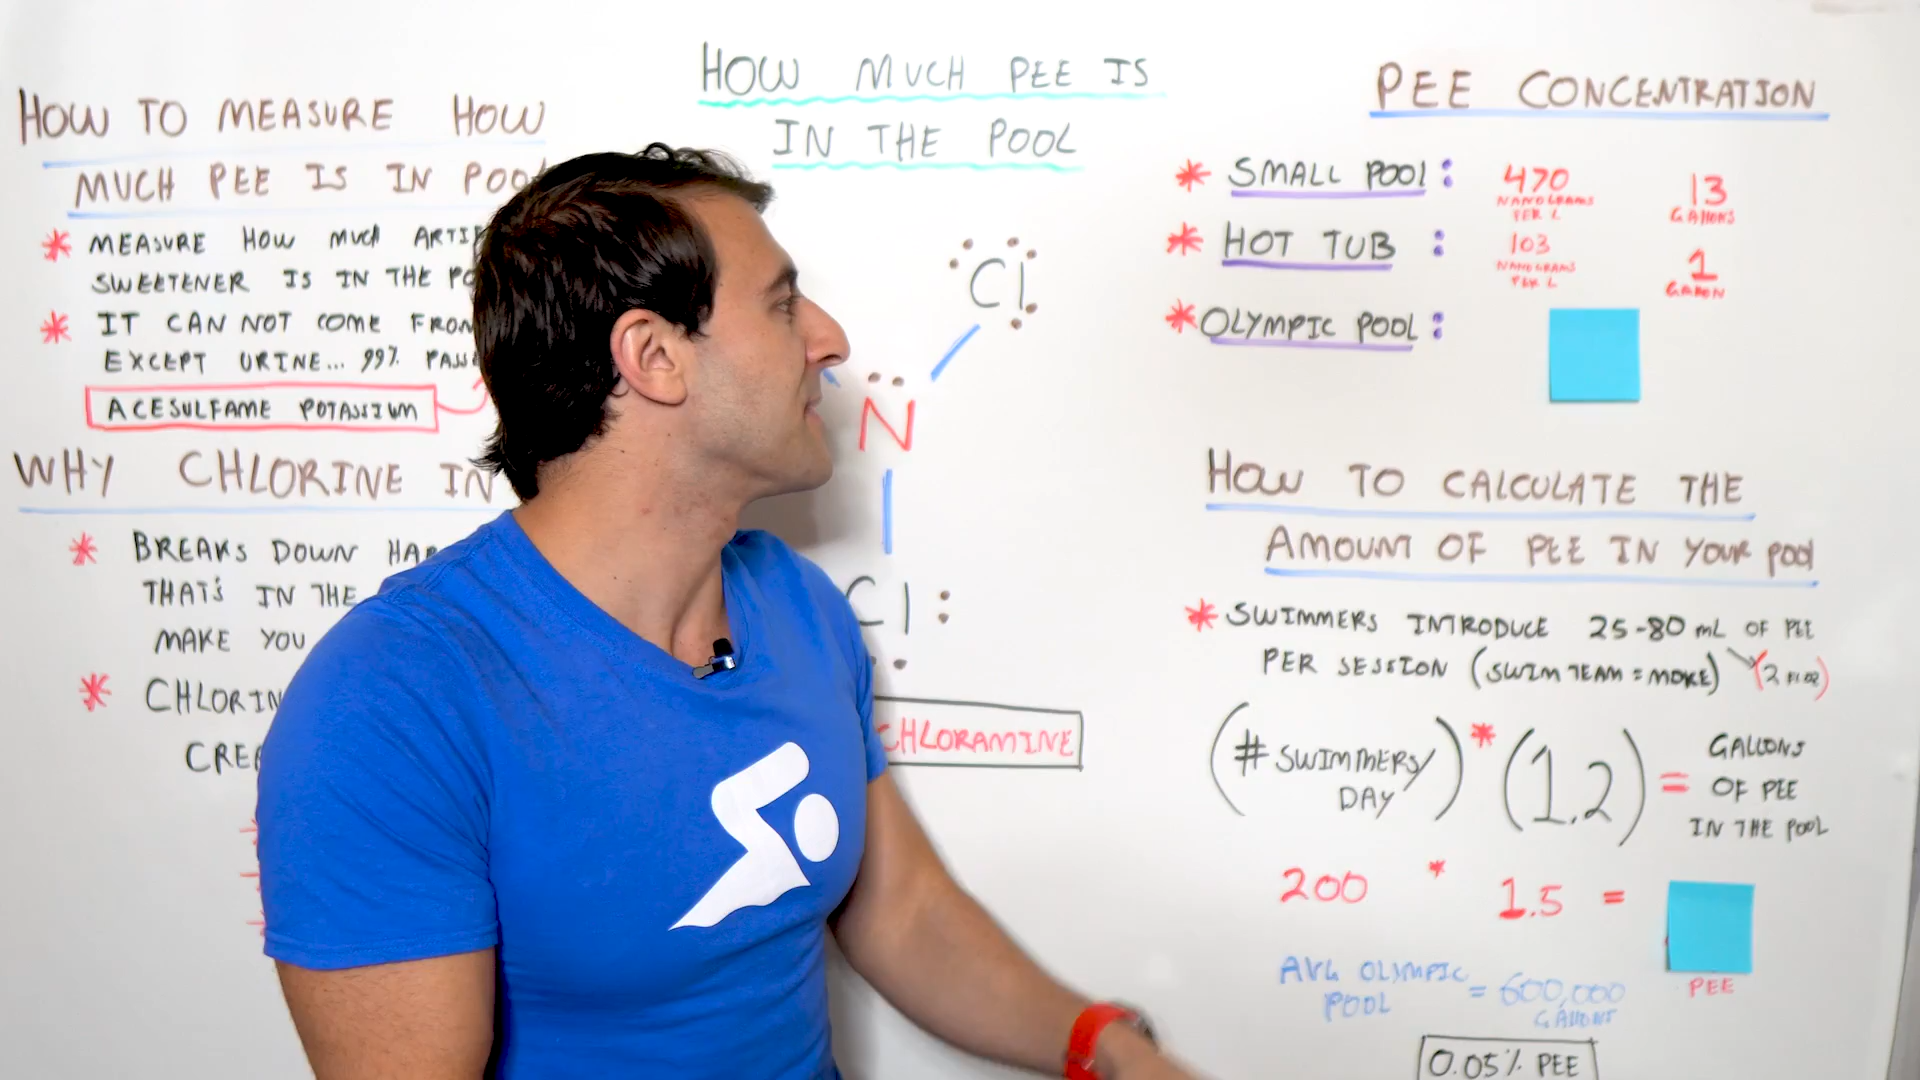 HOW MUCH PEE IS
IN THE POOL
HOW TO MEASURE HOW
MUCH PEE IS IN POO
* MEASURE HOW MUCH ARTIF
SWEETENER IS IN THE PO
* IT CAN NOT COME FROM
EXCEPT URINE... 99% PASSE
ACESULFAME POTASSIUM
WHY CHLORINE IN
* BREAKS DOWN HAR
THAT'S IN THE
MAKE YOU
* CHLORIN
CREA
Cl
N
Cl
CHLORAMINE
PEE CONCENTRATION
* SMALL POOL: 470 NANOGRAMS PER L 13 GALLONS
* HOT TUB : 103 NANOGRAMS PER L 1 GALLON
* OLYMPIC POOL:
HOW TO CALCULATE THE
AMOUNT OF PEE IN YOUR POOL
* SWIMMERS INTRODUCE 25-80 mL OF PEE
PER SESSION (SWIM TEAM = MORE) (2 Fl oz)
(# SWIMMERS/DAY) * (1.2) = GALLONS OF PEE IN THE POOL
200 * 1.5 =
PEE
AVG OLYMPIC POOL = 600,000 GALLONS
0.05% PEE